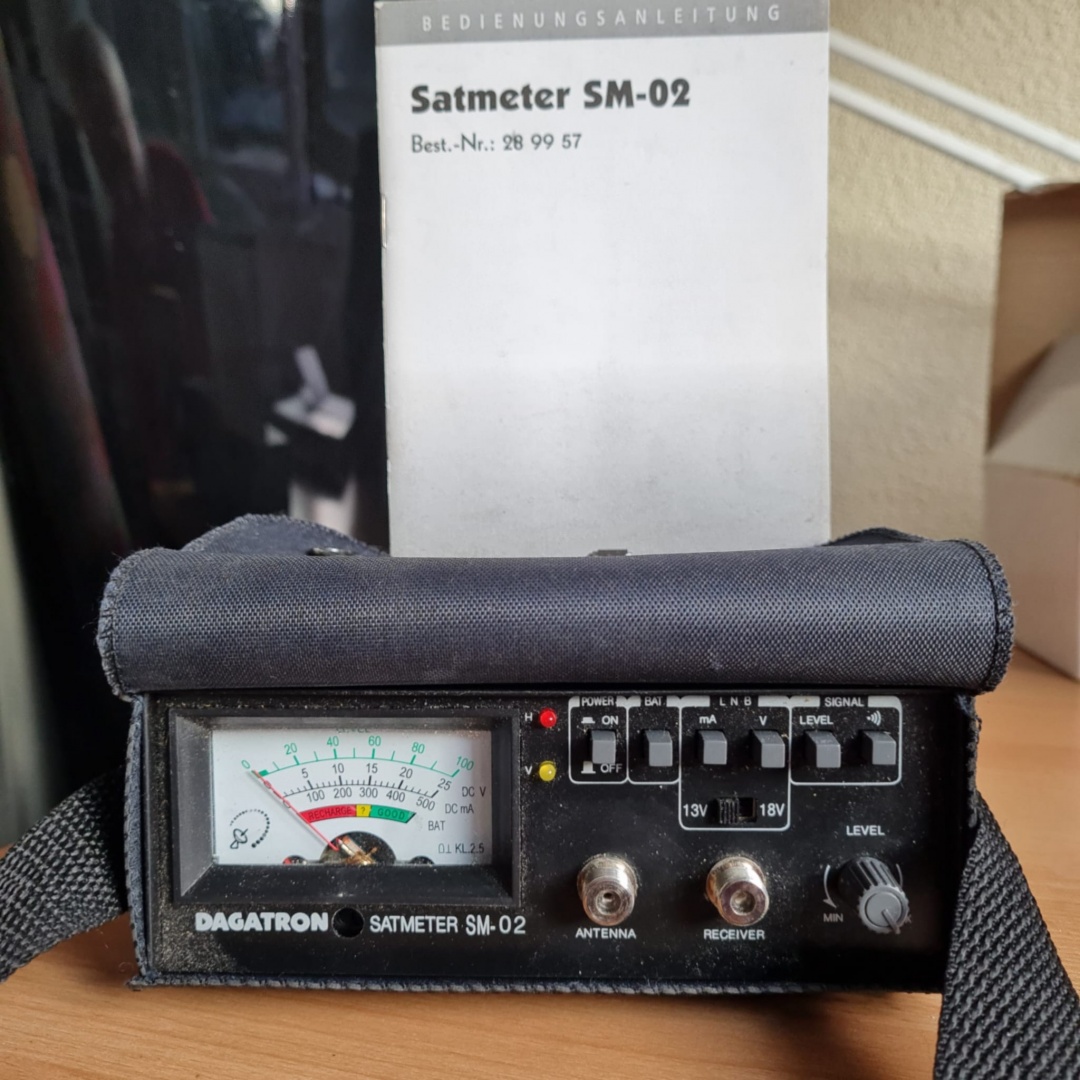 BEDIENUNGSANLEITUNG
Satmeter SM-02
Best.-Nr.: 28 99 57
POWER
ON
OFF
BAT
LNB
mA V
13V 18V
SIGNAL
LEVEL
H
V
0 20 40 60 80 100
5 10 15 20 25 DC V
100 200 300 400 500 DC mA
RECHARGE ? GOOD
BAT
KL.2.5
LEVEL
MIN
DAGATRON SATMETER SM-02
ANTENNA
RECEIVER